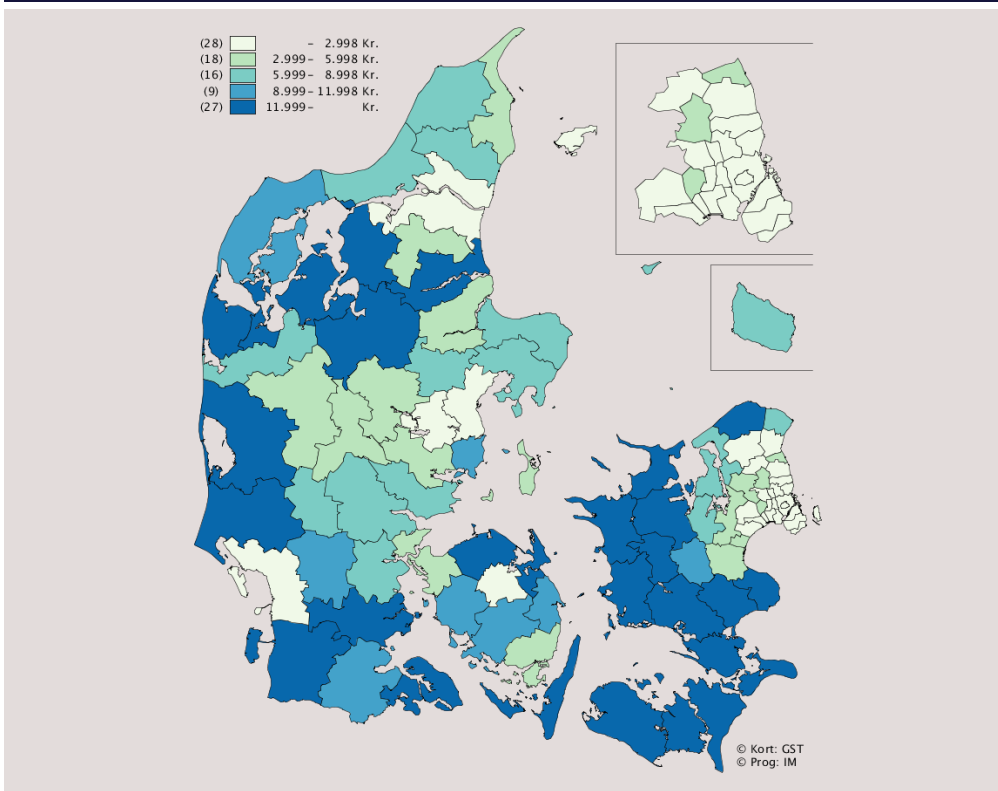 (28) – 2.998 Kr.
(18) 2.999– 5.998 Kr.
(16) 5.999– 8.998 Kr.
(9) 8.999– 11.998 Kr.
(27) 11.999– Kr.
© Kort: GST
© Prog: IM